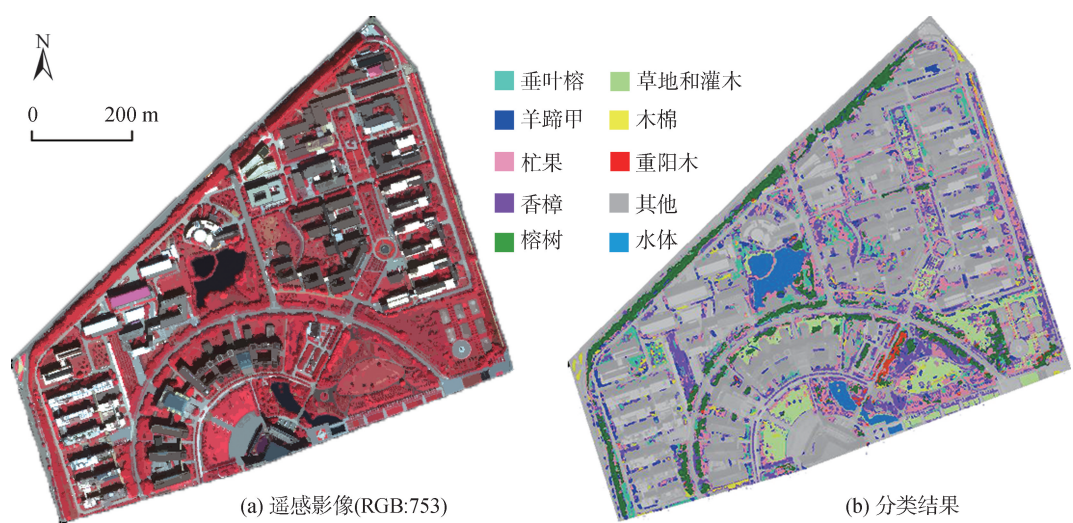 N
0 200 m
垂叶榕 草地和灌木
羊蹄甲 木棉
杧果 重阳木
香樟 其他
榕树 水体
(a) 遥感影像(RGB:753)
(b) 分类结果